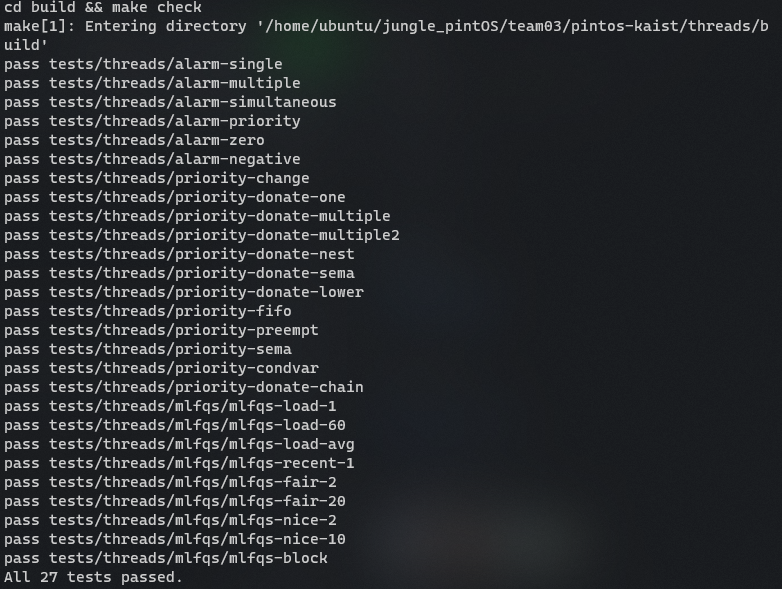 cd build && make check
make[1]: Entering directory '/home/ubuntu/jungle_pintOS/team03/pintos-kaist/threads/b
uild'
pass tests/threads/alarm-single
pass tests/threads/alarm-multiple
pass tests/threads/alarm-simultaneous
pass tests/threads/alarm-priority
pass tests/threads/alarm-zero
pass tests/threads/alarm-negative
pass tests/threads/priority-change
pass tests/threads/priority-donate-one
pass tests/threads/priority-donate-multiple
pass tests/threads/priority-donate-multiple2
pass tests/threads/priority-donate-nest
pass tests/threads/priority-donate-sema
pass tests/threads/priority-donate-lower
pass tests/threads/priority-fifo
pass tests/threads/priority-preempt
pass tests/threads/priority-sema
pass tests/threads/priority-condvar
pass tests/threads/priority-donate-chain
pass tests/threads/mlfqs/mlfqs-load-1
pass tests/threads/mlfqs/mlfqs-load-60
pass tests/threads/mlfqs/mlfqs-load-avg
pass tests/threads/mlfqs/mlfqs-recent-1
pass tests/threads/mlfqs/mlfqs-fair-2
pass tests/threads/mlfqs/mlfqs-fair-20
pass tests/threads/mlfqs/mlfqs-nice-2
pass tests/threads/mlfqs/mlfqs-nice-10
pass tests/threads/mlfqs/mlfqs-block
All 27 tests passed.